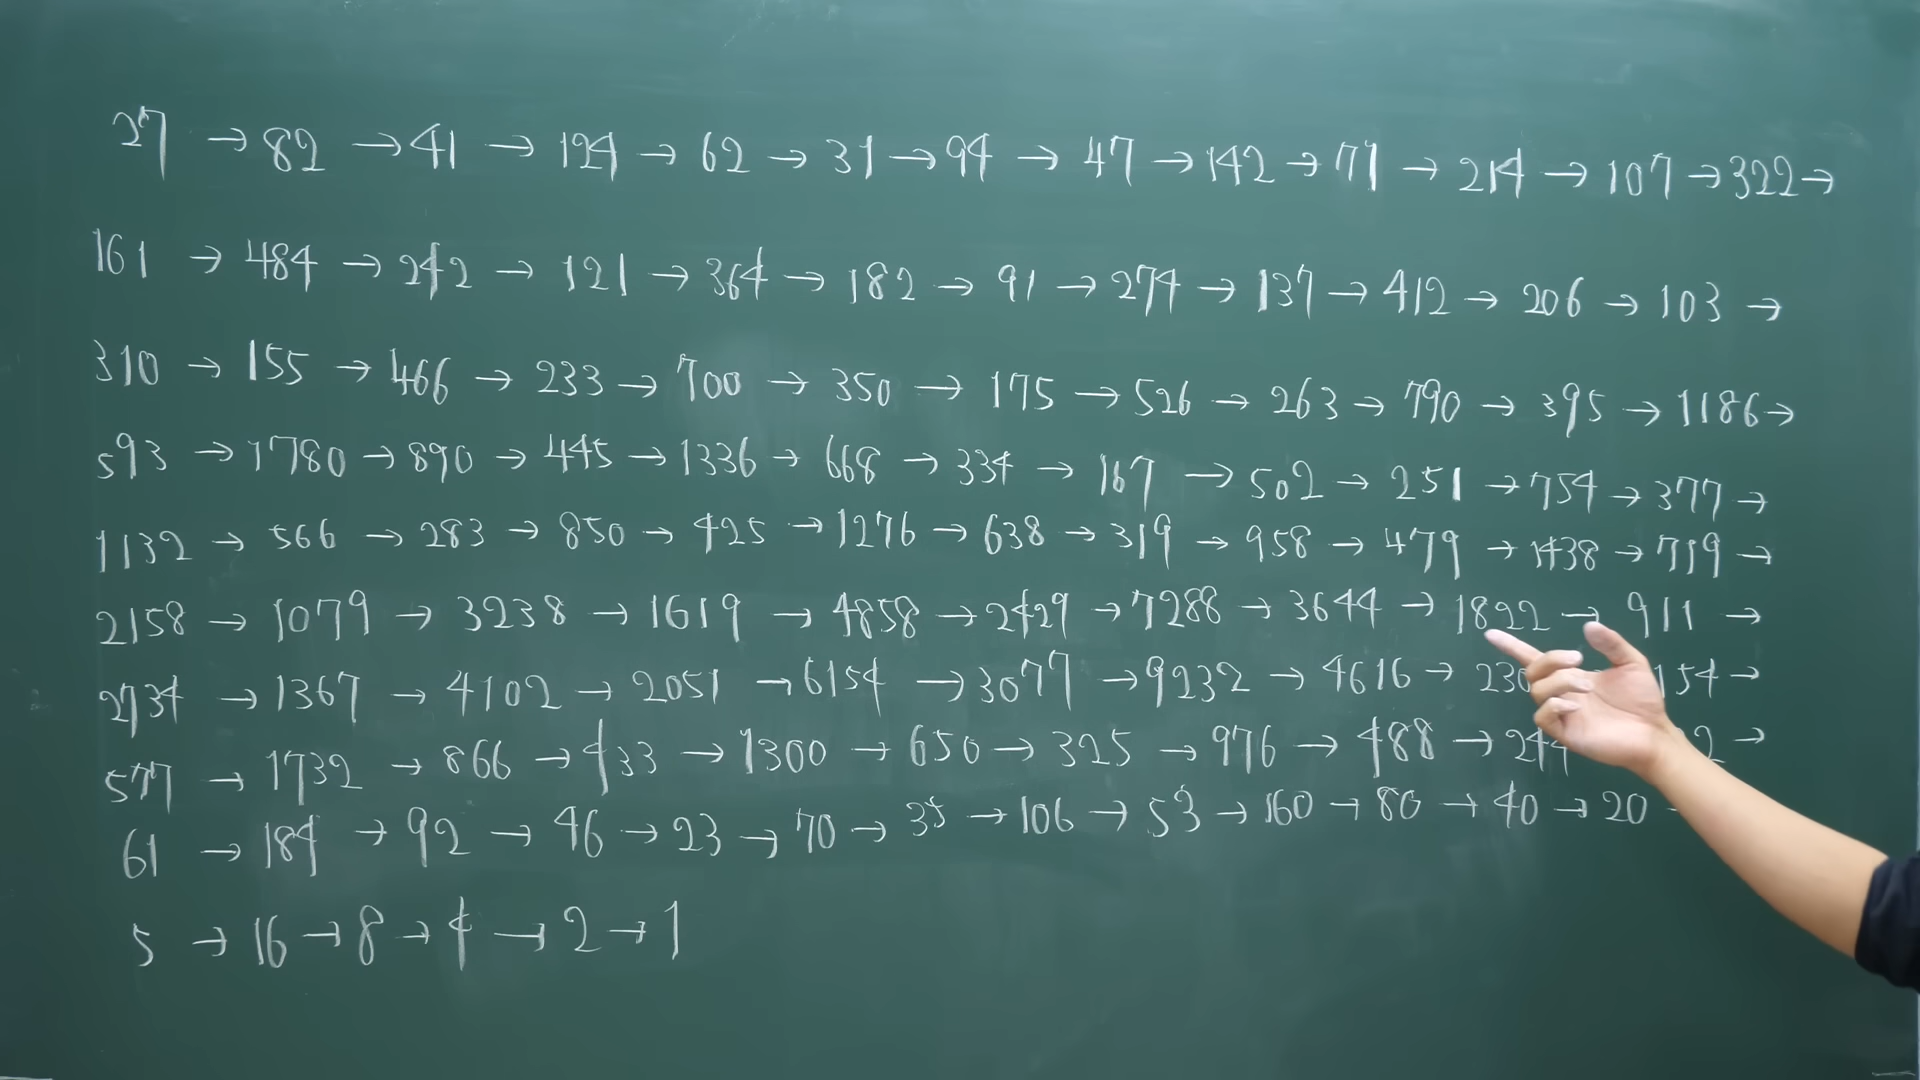 27 → 82 → 41 → 124 → 62 → 31 → 94 → 47 → 142 → 71 → 214 → 107 → 322 →
161 → 484 → 242 → 121 → 364 → 182 → 91 → 274 → 137 → 412 → 206 → 103 →
310 → 155 → 466 → 233 → 700 → 350 → 175 → 526 → 263 → 790 → 395 → 1186 →
593 → 1780 → 890 → 445 → 1336 → 668 → 334 → 167 → 502 → 251 → 754 → 377 →
1132 → 566 → 283 → 850 → 425 → 1276 → 638 → 319 → 958 → 479 → 1438 → 719 →
2158 → 1079 → 3238 → 1619 → 4858 → 2429 → 7288 → 3644 → 1822 → 911 →
2734 → 1367 → 4102 → 2051 → 6154 → 3077 → 9232 → 4616 → 154 →
577 → 1732 → 866 → 433 → 1300 → 650 → 325 → 976 → 488 → 244 →
61 → 184 → 92 → 46 → 23 → 70 → 35 → 106 → 53 → 160 → 80 → 40 → 20
5 → 16 → 8 → 4 → 2 → 1